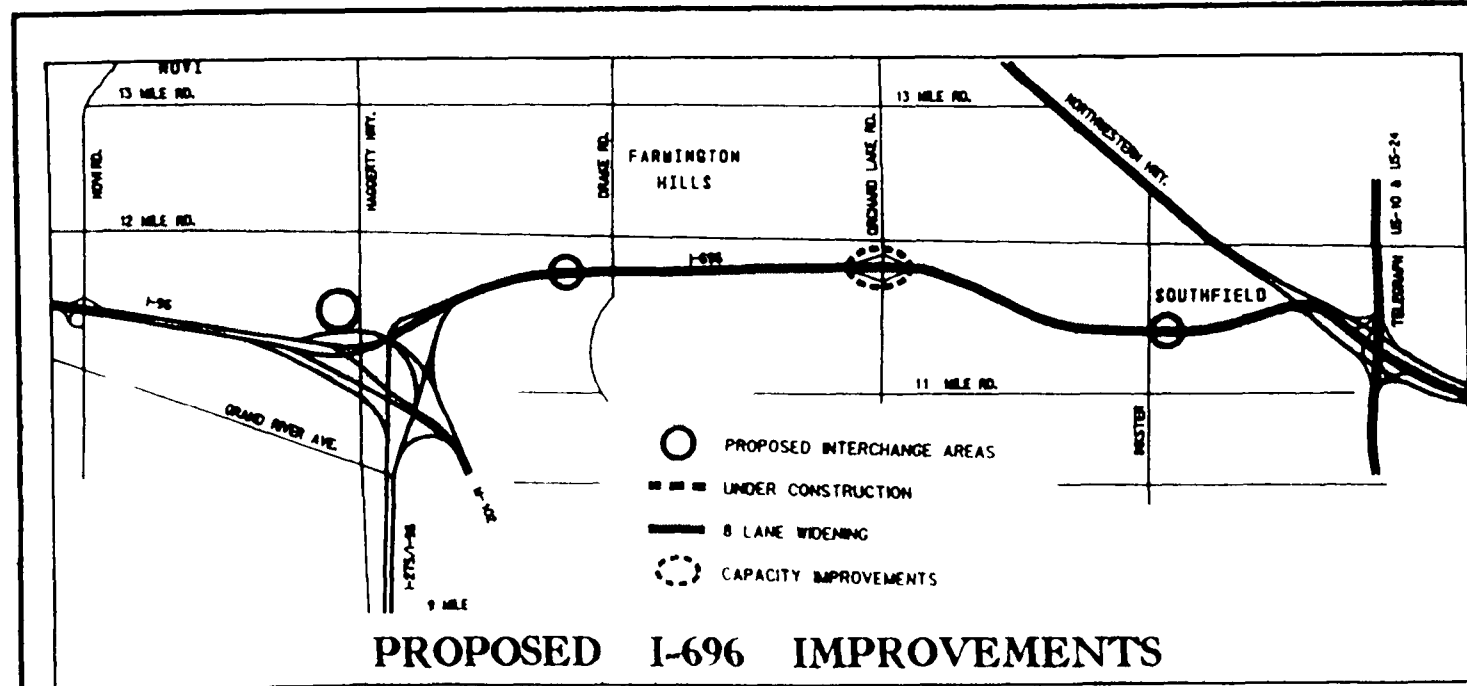 NOVI
13 MILE RD.
13 MILE RD.
NORTHWESTERN HWY.
NOVI RD.
HAGGERTY HWY.
DRAKE RD.
FARMINGTON
HILLS
ORCHARD LAKE RD.
TELEGRAPH US-10 & US-24
12 MILE RD.
I-696
I-96
SOUTHFIELD
11 MILE RD.
GRAND RIVER AVE.
PROPOSED INTERCHANGE AREAS
UNDER CONSTRUCTION
8 LANE WIDENING
CAPACITY IMPROVEMENTS
I-275/I-96
9 MILE
PROPOSED I-696 IMPROVEMENTS